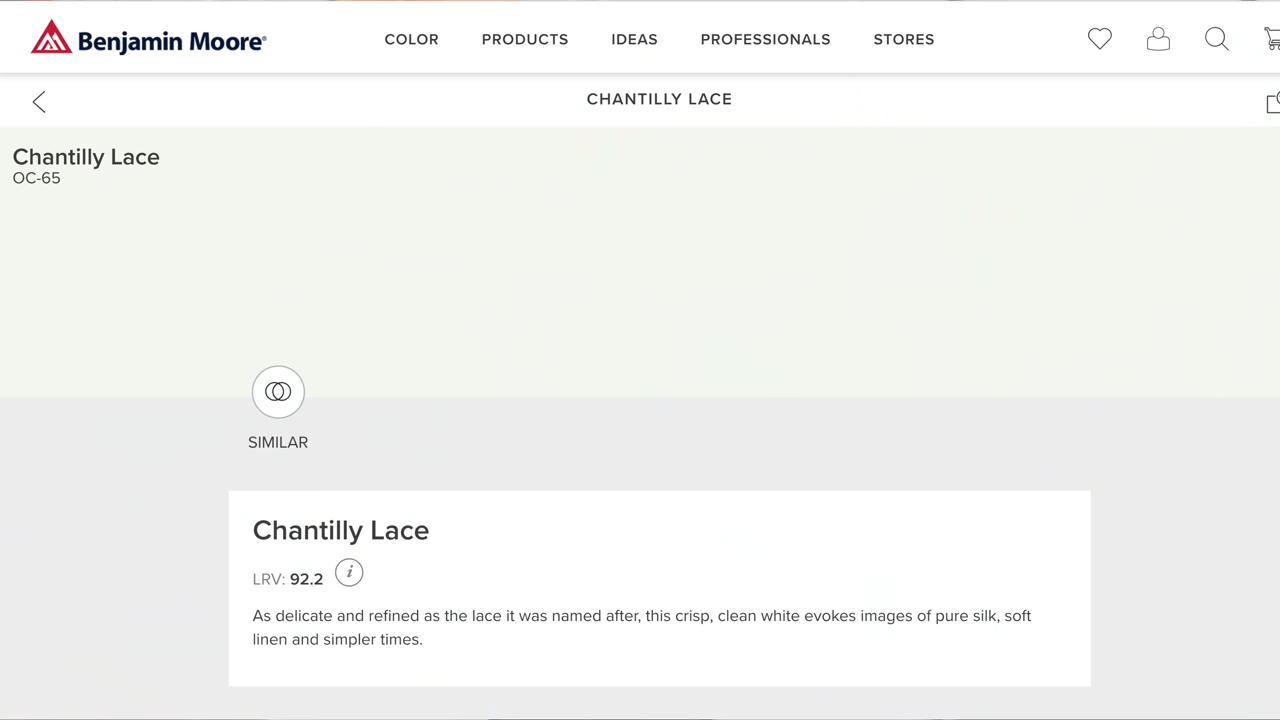 Benjamin Moore®
COLOR PRODUCTS IDEAS PROFESSIONALS STORES
CHANTILLY LACE
Chantilly Lace
OC-65
SIMILAR
Chantilly Lace
LRV: 92.2 i
As delicate and refined as the lace it was named after, this crisp, clean white evokes images of pure silk, soft
linen and simpler times.